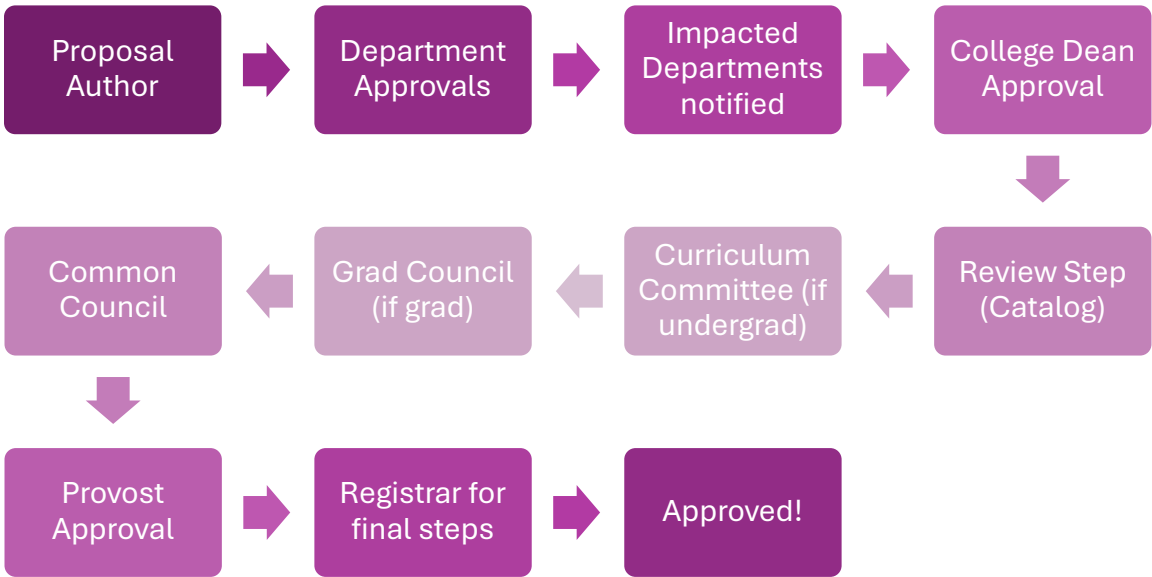 Proposal
Author
Department
Approvals
Impacted
Departments
notified
College Dean
Approval
Common
Council
Grad Council
(if grad)
Curriculum
Committee (if
undergrad)
Review Step
(Catalog)
Provost
Approval
Registrar for
final steps
Approved!